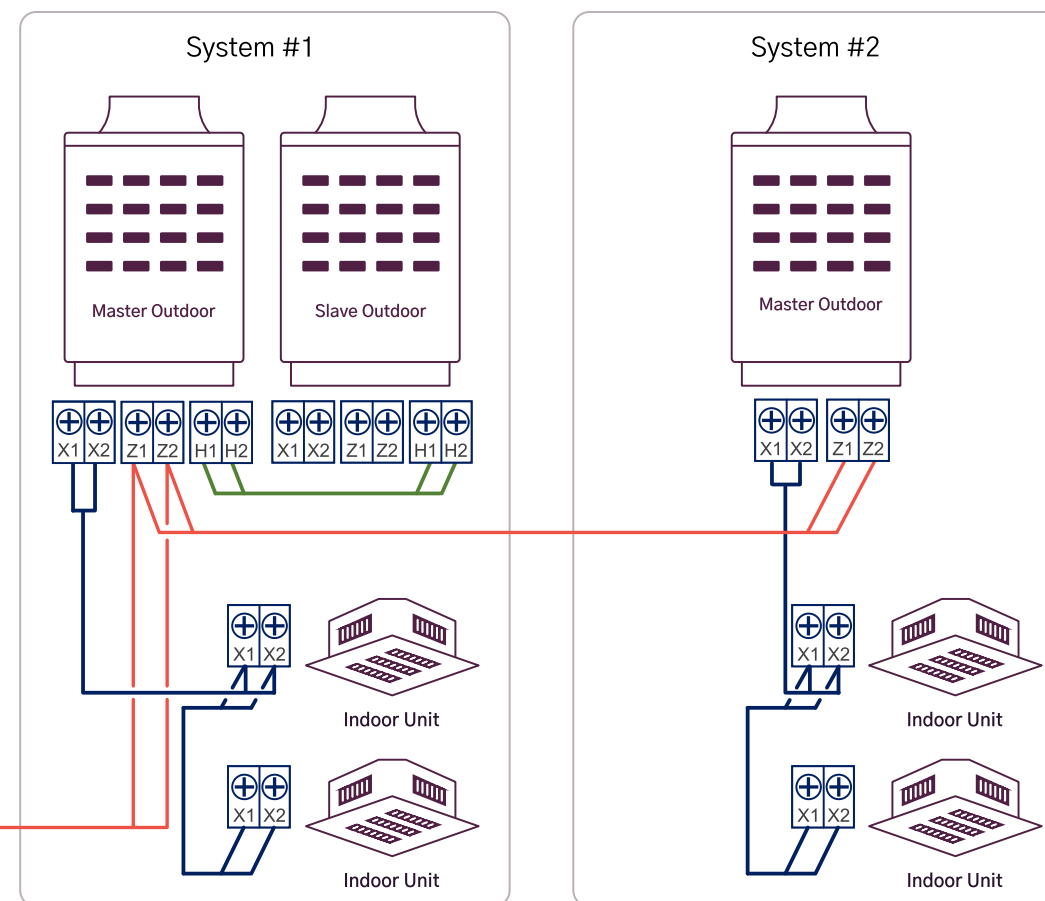 System #1
System #2
Master Outdoor
Slave Outdoor
Master Outdoor
X1 X2 Z1 Z2 H1 H2
X1 X2 Z1 Z2 H1 H2
X1 X2 Z1 Z2
X1 X2
Indoor Unit
X1 X2
Indoor Unit
X1 X2
Indoor Unit
X1 X2
Indoor Unit